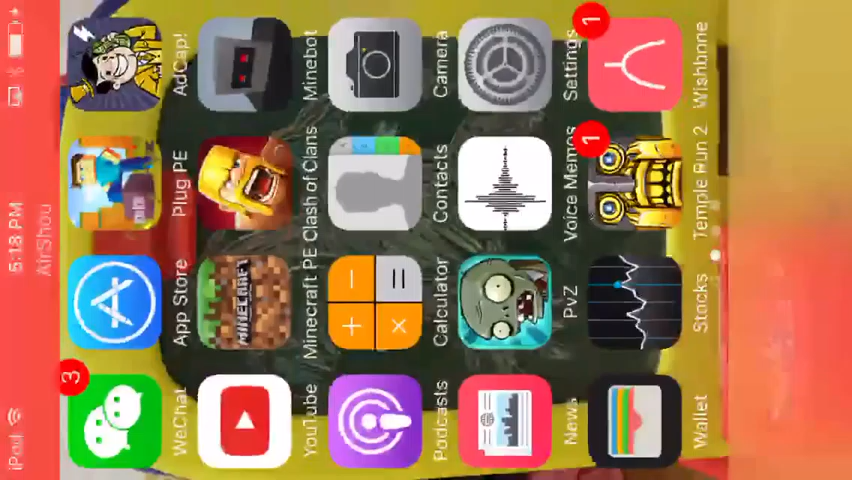 iPod 5:18 PM
AirShou
WeChat App Store Plug PE AdCap!
3
YouTube Minecraft PE Clash of Clans Minebot
MINECRAFT
Podcasts Calculator Contacts Camera
News PvZ Voice Memos Settings
Wallet Stocks Temple Run 2 Wishbone
1
1